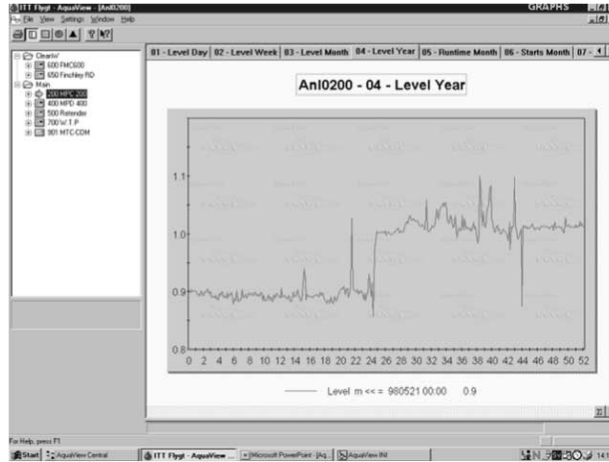 ITT Flygt - AquaView - [Anl0200]
GRAPHS
File View Settings Window Help
01 - Level Day
02 - Level Week
03 - Level Month
04 - Level Year
05 - Runtime Month
06 - Starts Month
07 -
ClearW
600 FMC600
650 Finchley RD
Main
200 MPC 200
400 MPD 400
500 Rotender
700 W.T.P
901 MTC-COM
Anl0200 - 04 - Level Year
1.1
1.0
0.9
0.8
0 2 4 6 8 10 12 14 16 18 20 22 24 26 28 30 32 34 36 38 40 42 44 46 48 50 52
Level m <<= 980521 00:00 0.9
For Help, press F1
Start
AquaView Central
ITT Flygt - AquaView ...
Microsoft PowerPoint - [Aq...
AquaView INI